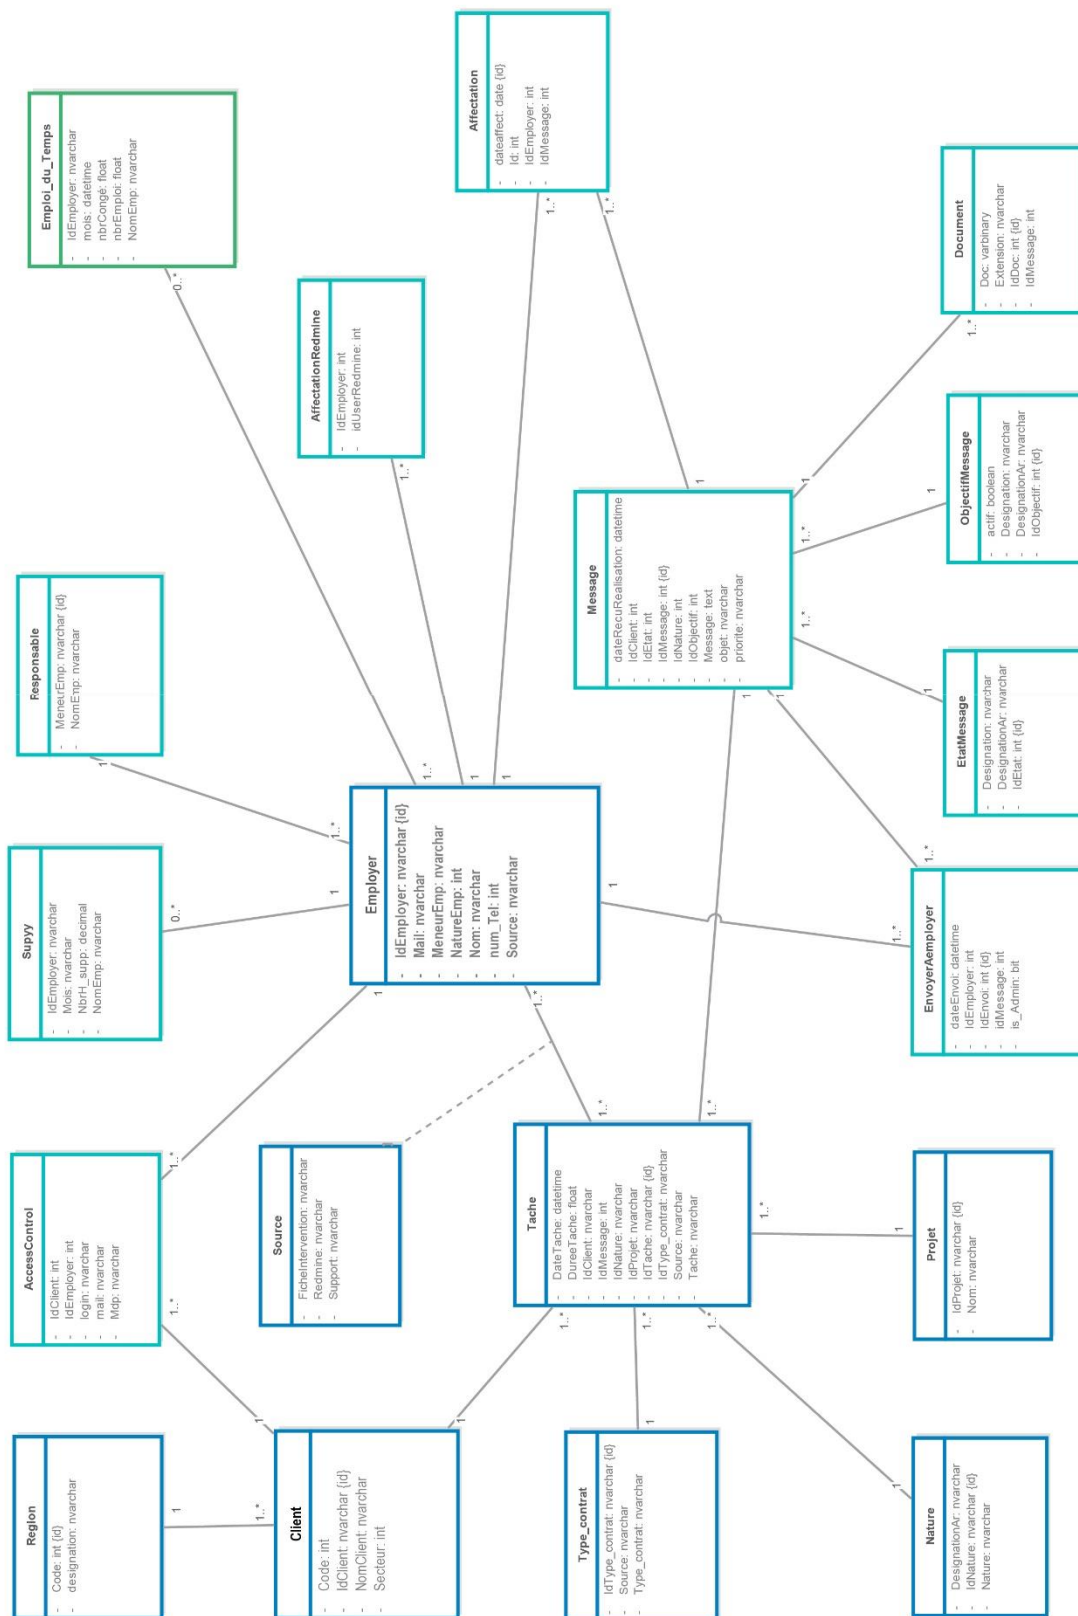 Region
- Code: int {id}
- designation: nvarchar
1
1..*
Client
- Code: int
- IdClient: nvarchar {id}
- NomClient: nvarchar
- Secteur: int
1
1
AccessControl
- IdClient: int
- IdEmployer: int
- login: nvarchar
- mail: nvarchar
- Mdp: nvarchar
1..*
1..*
Supyy
- IdEmployer: nvarchar
- Mois: nvarchar
- NbrH_supp: decimal
- NomEmp: nvarchar
0..*
Responsable
- MeneurEmp: nvarchar {id}
- NomEmp: nvarchar
1
Emploi_du_Temps
- IdEmployer: nvarchar
- mois: datetime
- nbrCongé: float
- nbrEmploi: float
- NomEmp: nvarchar
0..*
Source
- FicheIntervention: nvarchar
- Redmine: nvarchar
- Support: nvarchar
AffectationRedmine
- IdEmployer: int
- idUserRedmine: int
1..*
1
1
1..*
1..*
Employer
- IdEmployer: nvarchar {id}
- Mail: nvarchar
- MeneurEmp: nvarchar
- NatureEmp: int
- Nom: nvarchar
- num_Tel: int
- Source: nvarchar
1
1
1..*
1
Affectation
- dateaffect: date {id}
- Id: int
- IdEmployer: int
- IdMessage: int
1..*
1..*
Type_contrat
- IdType_contrat: nvarchar {id}
- Source: nvarchar
- Type_contrat: nvarchar
1
Tache
- DateTache: datetime
- DureeTache: float
- IdClient: nvarchar
- IdMessage: int
- IdNature: nvarchar
- IdProjet: nvarchar
- IdTache: nvarchar {id}
- IdType_contrat: nvarchar
- Source: nvarchar
- Tache: nvarchar
1..*
1..*
1..*
1..*
1..*
1..*
Message
- dateRecuRealisation: datetime
- IdClient: int
- IdEtat: int
- IdMessage: int {id}
- IdNature: int
- IdObjectif: int
- Message: text
- objet: nvarchar
- priorite: nvarchar
1
1
1
1..*
1..*
1
Nature
- DesignationAr: nvarchar
- IdNature: nvarchar {id}
- Nature: nvarchar
1
Projet
- IdProjet: nvarchar {id}
- Nom: nvarchar
1
EnvoyerAemployer
- dateEnvoi: datetime
- IdEmployer: int
- IdEnvoi: int {id}
- idMessage: int
- is_Admin: bit
1..*
1..*
EtatMessage
- Designation: nvarchar
- DesignationAr: nvarchar
- IdEtat: int {id}
1
ObjectifMessage
- actif: boolean
- Designation: nvarchar
- DesignationAr: nvarchar
- IdObjectif: int {id}
1
Document
- Doc: varbinary
- Extension: nvarchar
- IdDoc: int {id}
- IdMessage: int
1..*